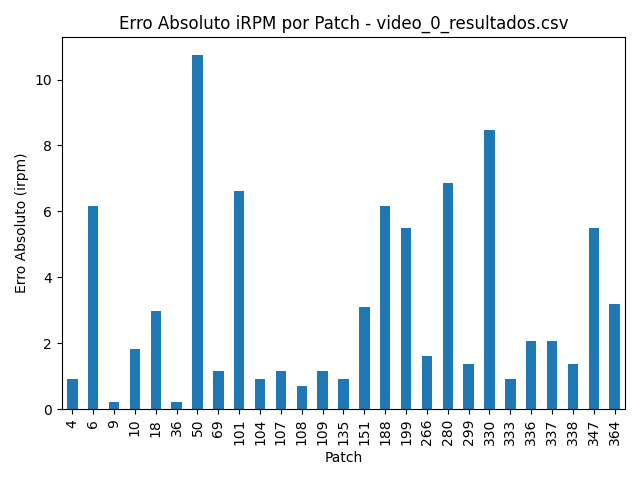 Erro Absoluto iRPM por Patch - video_0_resultados.csv
Erro Absoluto (irpm)
10
8
6
4
2
0
4 6 9 10 18 36 50 69 101 104 107 108 109 135 151 188 199 266 280 299 330 333 336 337 338 347 364
Patch